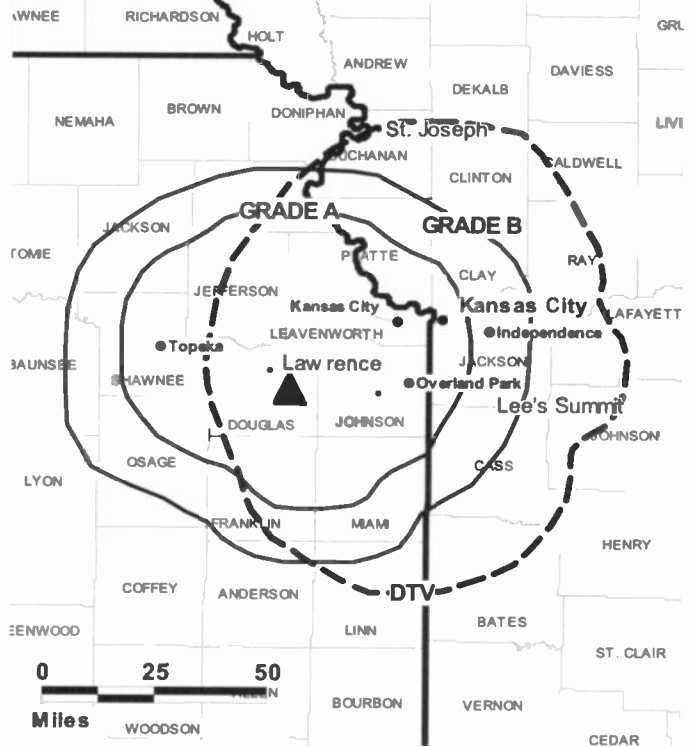 WNEE
RICHARDSON
HOLT
GRU
ANDREW
DAVIESS
DEKALB
BROWN
DONIPHAN
NEMAHA
LIVI
St. Joseph
BUCHANAN
CALDWELL
CLINTON
GRADE A
GRADE B
JACKSON
TOMIE
PLATTE
RAY
CLAY
JEFFERSON
Kansas City
Kansas City
LAFAYETT
LEAVENWORTH
Independence
Topeka
Lawrence
JACKSON
BAUNSEE
SHAWNEE
Overland Park
Lee's Summit
DOUGLAS
JOHNSON
JOHNSON
OSAGE
CASS
LYON
FRANKLIN
MIAMI
HENRY
COFFEY
ANDERSON
DTV
LINN
BATES
EENWOOD
ST. CLAIR
0 25 50
ALLEN
Miles
BOURBON
VERNON
WOODSON
CEDAR